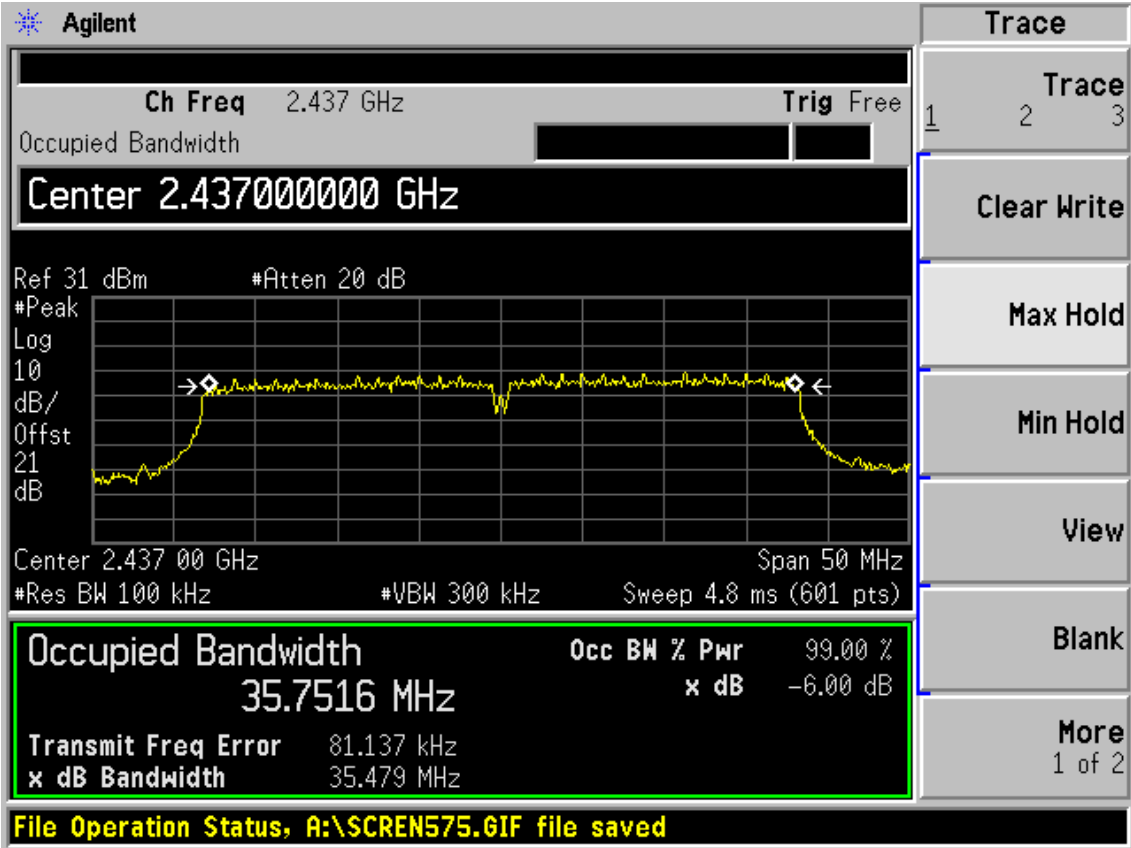 Agilent
Trace
Ch Freq 2.437 GHz Trig Free
Occupied Bandwidth
Center 2.437000000 GHz
Ref 31 dBm #Atten 20 dB
#Peak
Log
10
dB/
Offst
21
dB
Center 2.437 00 GHz Span 50 MHz
#Res BW 100 kHz #VBW 300 kHz Sweep 4.8 ms (601 pts)
Occupied Bandwidth
35.7516 MHz
Occ BW % Pwr 99.00 %
x dB -6.00 dB
Transmit Freq Error 81.137 kHz
x dB Bandwidth 35.479 MHz
File Operation Status, A:\SCREN575.GIF file saved
Trace
1 2 3
Clear Write
Max Hold
Min Hold
View
Blank
More
1 of 2